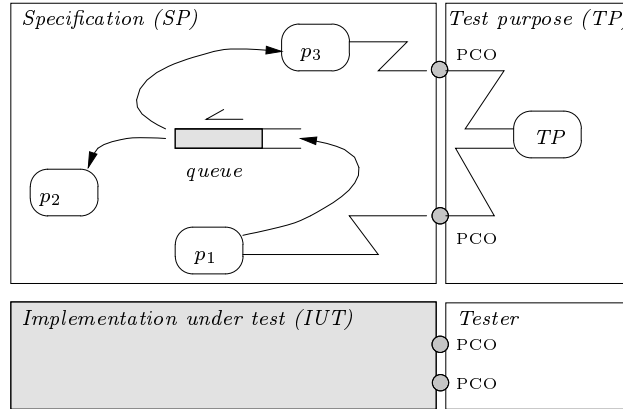 Specification (SP)
Test purpose (TP)
p3
PCO
TP
queue
p2
p1
PCO
Implementation under test (IUT)
Tester
PCO
PCO